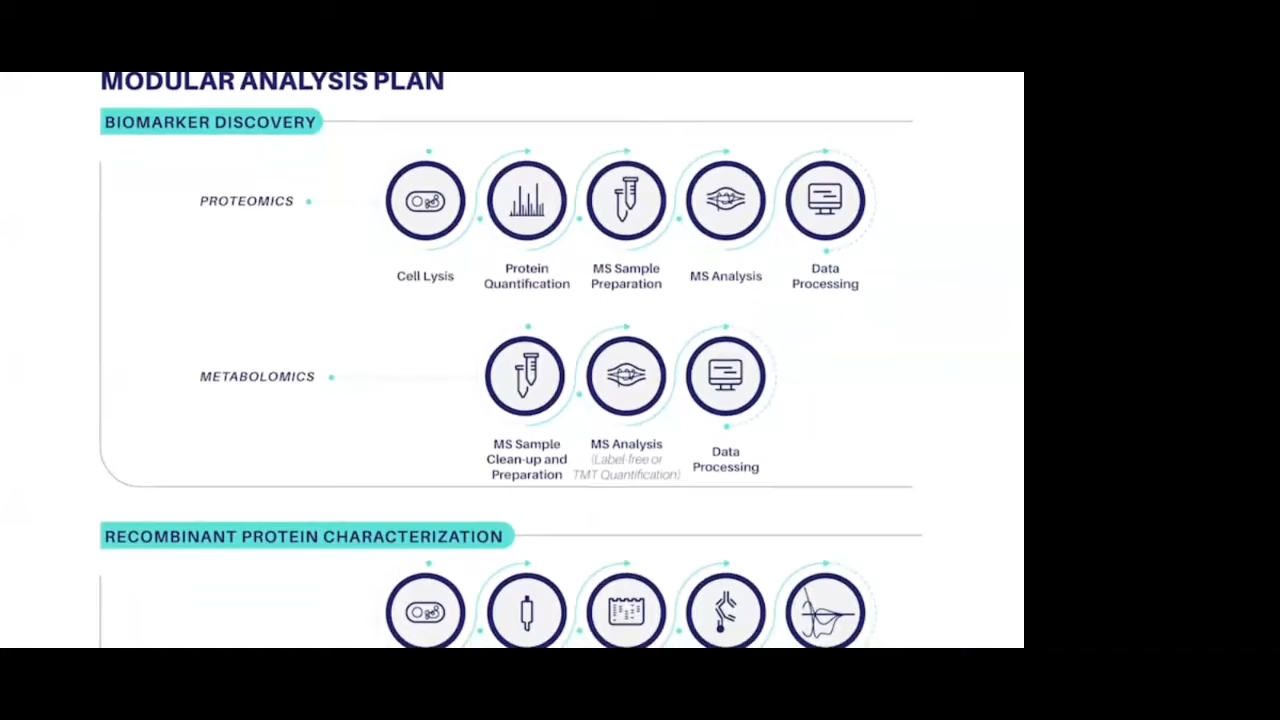 MODULAR ANALYSIS PLAN
BIOMARKER DISCOVERY
PROTEOMICS
Cell Lysis
Protein
Quantification
MS Sample
Preparation
MS Analysis
Data
Processing
METABOLOMICS
MS Sample
Clean-up and
Preparation
MS Analysis
(Label-free or
TMT Quantification)
Data
Processing
RECOMBINANT PROTEIN CHARACTERIZATION